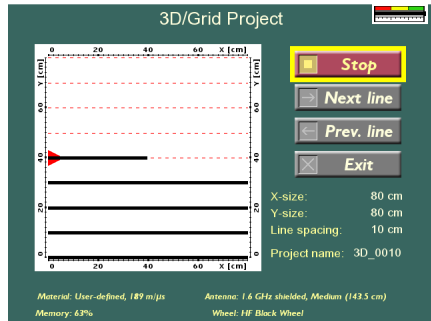 3D/Grid Project
0 20 40 60 X [cm]
Y [cm]
60
40
20
0
Y [cm]
60
40
20
0
0 20 40 60 X [cm]
Stop
Next line
Prev. line
Exit
X-size: 80 cm
Y-size: 80 cm
Line spacing: 10 cm
Project name: 3D_0010
Material: User-defined, 189 m/µs
Antenna: 1.6 GHz shielded, Medium (143.5 cm)
Memory: 63%
Wheel: HF Black Wheel